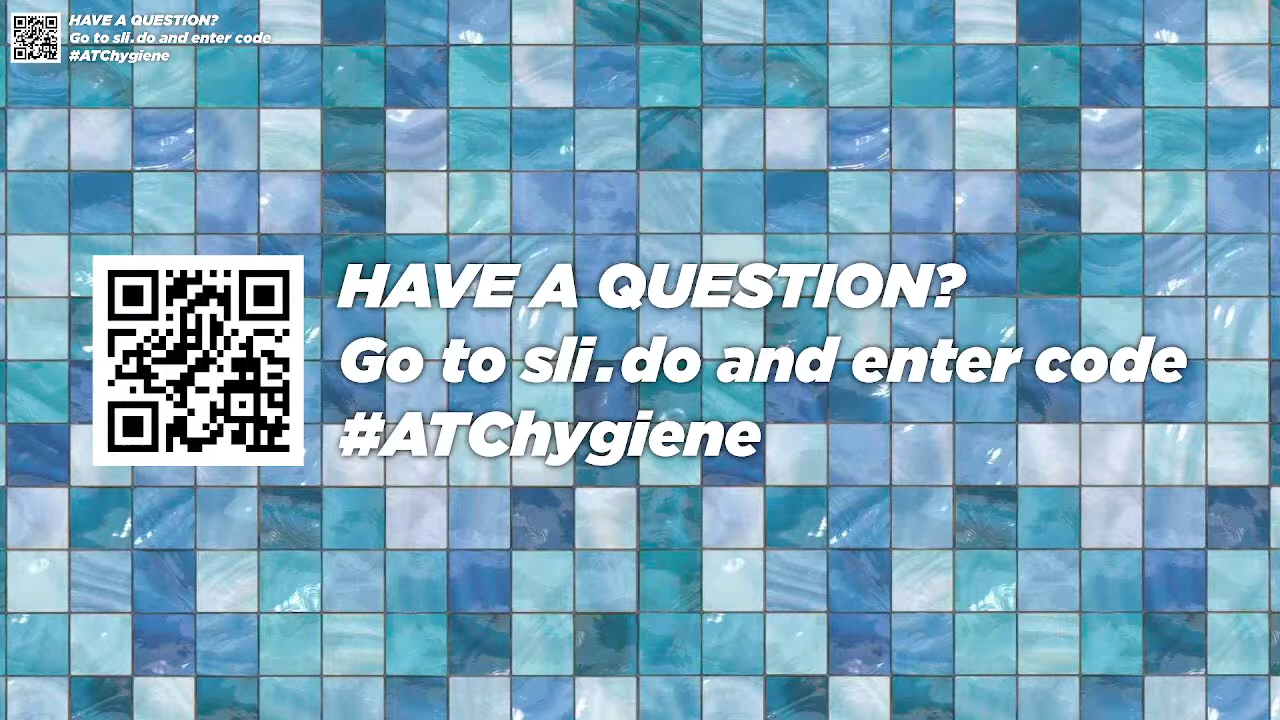 HAVE A QUESTION?
Go to sli.do and enter code
#ATChygiene
HAVE A QUESTION?
Go to sli.do and enter code
#ATChygiene